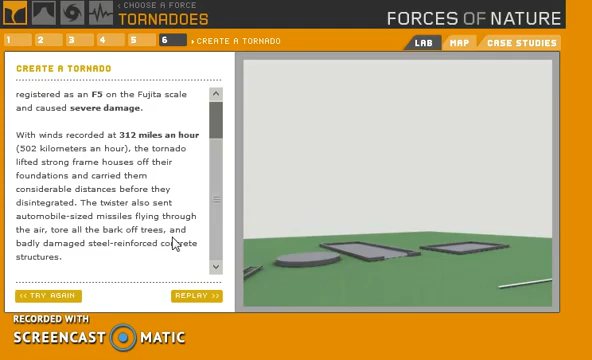 < CHOOSE A FORCE
TORNADOES
FORCES OF NATURE
1 2 3 4 5 6 CREATE A TORNADO
LAB MAP CASE STUDIES
CREATE A TORNADO
registered as an F5 on the Fujita scale
and caused severe damage.
With winds recorded at 312 miles an hour
(502 kilometers an hour), the tornado
lifted strong frame houses off their
foundations and carried them
considerable distances before they
disintegrated. The twister also sent
automobile-sized missiles flying through
the air, tore all the bark off trees, and
badly damaged steel-reinforced concrete
structures.
<< TRY AGAIN
REPLAY >>
RECORDED WITH
SCREENCAST MATIC